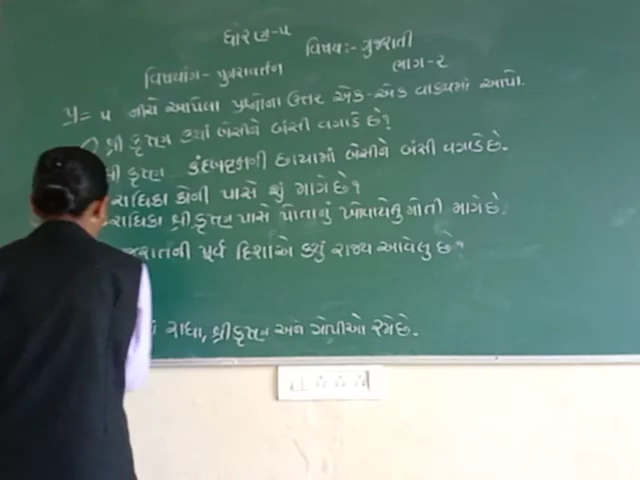 ધોરણ-૫
વિષય:- ગુજરાતી
વિષયાંગ- પુનરાવર્તન ભાગ-૨
પ્ર= ૫ નીચે આપેલા પ્રશ્નોના ઉત્તર એક-એક વાક્યમાં આપો.
શ્રી કૃષ્ણ ક્યાં બેસીને બંસી વગાડે છે?
શ્રી કૃષ્ણ કદંબવૃક્ષની છાયામાં બેસીને બંસી વગાડે છે.
રાધિકા કોની પાસે શું માગે છે?
રાધિકા શ્રી કૃષ્ણ પાસે પોતાનું ખોવાયેલુ મોતી માગે છે.
રાતની પૂર્વ દિશાએ કયું રાજ્ય આવેલુ છે?
રાધા, શ્રીકૃષ્ણ અને ગોપીઓ રમે છે.